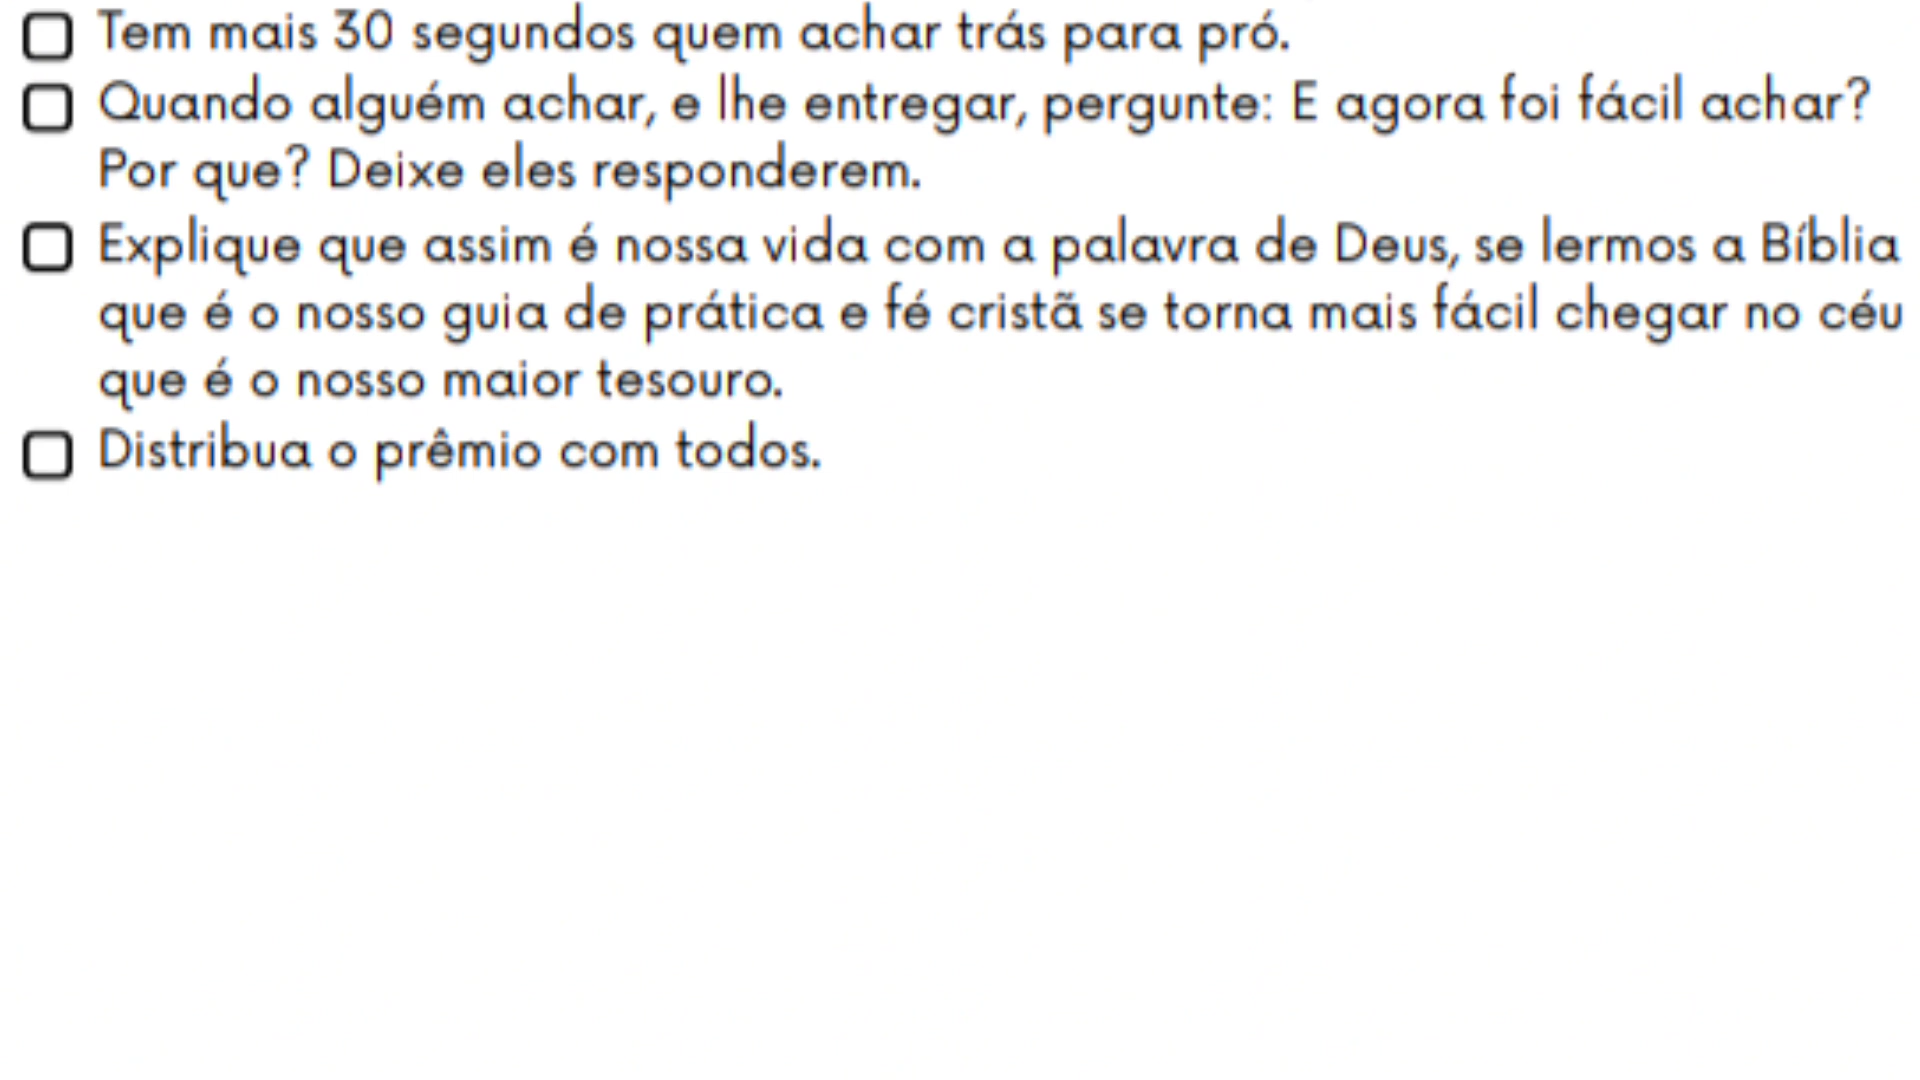 Tem mais 30 segundos quem achar trás para pró.
Quando alguém achar, e lhe entregar, pergunte: E agora foi fácil achar?
Por que? Deixe eles responderem.
Explique que assim é nossa vida com a palavra de Deus, se lermos a Bíblia
que é o nosso guia de prática e fé cristã se torna mais fácil chegar no céu
que é o nosso maior tesouro.
Distribua o prêmio com todos.